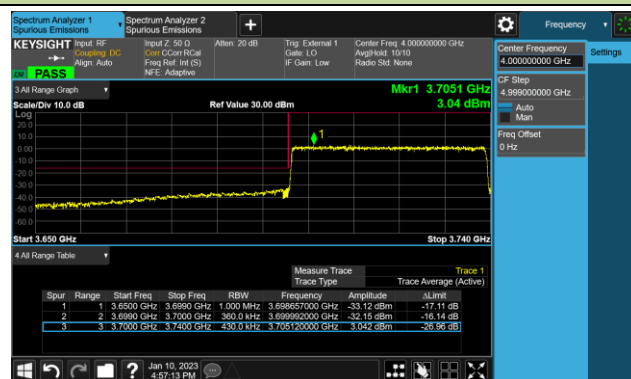 Spectrum Analyzer 1
Spurious Emissions
Spectrum Analyzer 2
Spurious Emissions
+
Frequency
KEYSIGHT
Input: RF
Coupling: DC
Align: Auto
Input Z: 50 Ω
Corr CCorr RCal
Freq Ref: Int (S)
NFE: Adaptive
Atten: 20 dB
Trig: External 1
Gate: LO
IF Gain: Low
Center Freq: 4.000000000 GHz
Avg|Hold: 10/10
Radio Std: None
PASS
Center Frequency
4.000000000 GHz
Settings
CF Step
4.999000000 GHz
Auto
Man
Freq Offset
0 Hz
3 All Range Graph
Mkr1 3.7051 GHz
Scale/Div 10.0 dB
Ref Value 30.00 dBm
3.04 dBm
Log
20.0
10.0
0.00
-10.0
-20.0
-30.0
-40.0
-50.0
-60.0
1
Start 3.650 GHz
Stop 3.740 GHz
4 All Range Table
Measure Trace Trace 1
Trace Type Trace Average (Active)
Spur Range Start Freq Stop Freq RBW Frequency Amplitude ΔLimit
1 1 3.6500 GHz 3.6990 GHz 1.000 MHz 3.698657000 GHz -33.12 dBm -17.11 dB
2 2 3.6990 GHz 3.7000 GHz 360.0 kHz 3.699992000 GHz -32.15 dBm -16.14 dB
3 3 3.7000 GHz 3.7400 GHz 430.0 kHz 3.705120000 GHz 3.042 dBm -26.96 dB
?
Jan 10, 2023
4:57:13 PM